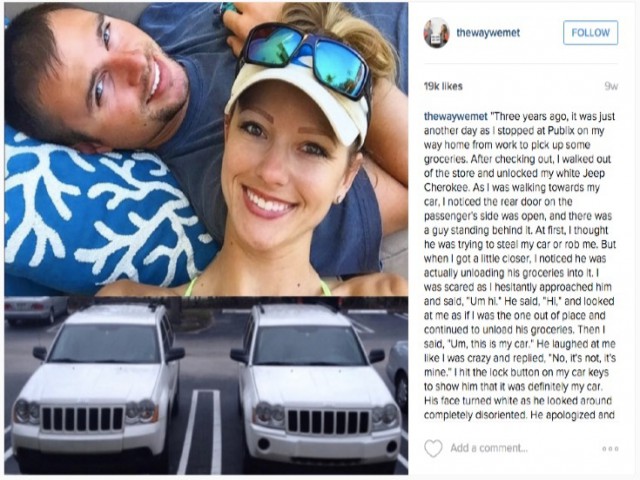 thewaywemet
FOLLOW
19k likes
9w
thewaywemet "Three years ago, it was just
another day as I stopped at Publix on my
way home from work to pick up some
groceries. After checking out, I walked out
of the store and unlocked my white Jeep
Cherokee. As I was walking towards my
car, I noticed the rear door on the
passenger's side was open, and there was
a guy standing behind it. At first, I thought
he was trying to steal my car or rob me. But
when I got a little closer, I noticed he was
actually unloading his groceries into it. I
was scared as I hesitantly approached him
and said, "Um hi." He said, "Hi," and looked
at me as if I was the one out of place and
continued to unload his groceries. Then I
said, "Um, this is my car." He laughed at me
like I was crazy and replied, "No, it's not, it's
mine." I hit the lock button on my car keys
to show him that it was definitely my car.
His face turned white as he looked around
completely disoriented. He apologized and
Add a comment...